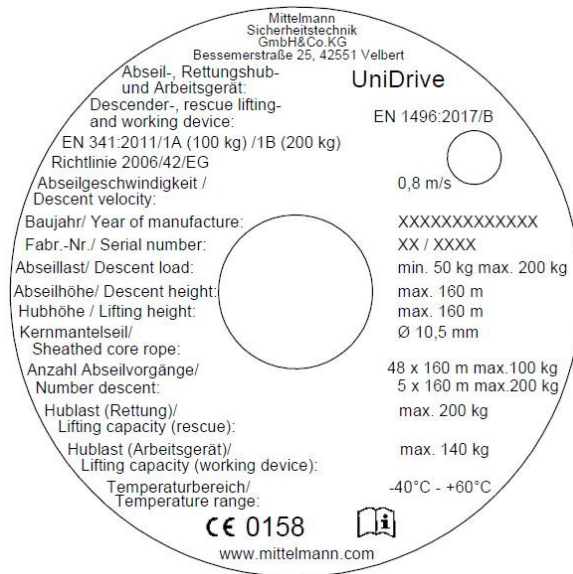 Mittelmann
Sicherheitstechnik
GmbH&Co.KG
Bessemerstraße 25, 42551 Velbert
Abseil-, Rettungshub-
und Arbeitsgerät:
UniDrive
Descender-, rescue lifting-
and working device:
EN 1496:2017/B
EN 341:2011/1A (100 kg) /1B (200 kg)
Richtlinie 2006/42/EG
Abseilgeschwindigkeit / 0,8 m/s
Descent velocity:
Baujahr/ Year of manufacture: XXXXXXXXXXXXX
Fabr.-Nr./ Serial number: XX / XXXX
Abseillast/ Descent load: min. 50 kg max. 200 kg
Abseilhöhe/ Descent height: max. 160 m
Hubhöhe / Lifting height: max. 160 m
Kernmantelseil/ Ø 10,5 mm
Sheathed core rope:
Anzahl Abseilvorgänge/ 48 x 160 m max.100 kg
Number descent: 5 x 160 m max.200 kg
Hublast (Rettung)/ max. 200 kg
Lifting capacity (rescue):
Hublast (Arbeitsgerät)/ max. 140 kg
Lifting capacity (working device):
Temperaturbereich/ -40°C - +60°C
Temperature range:
CE 0158
www.mittelmann.com